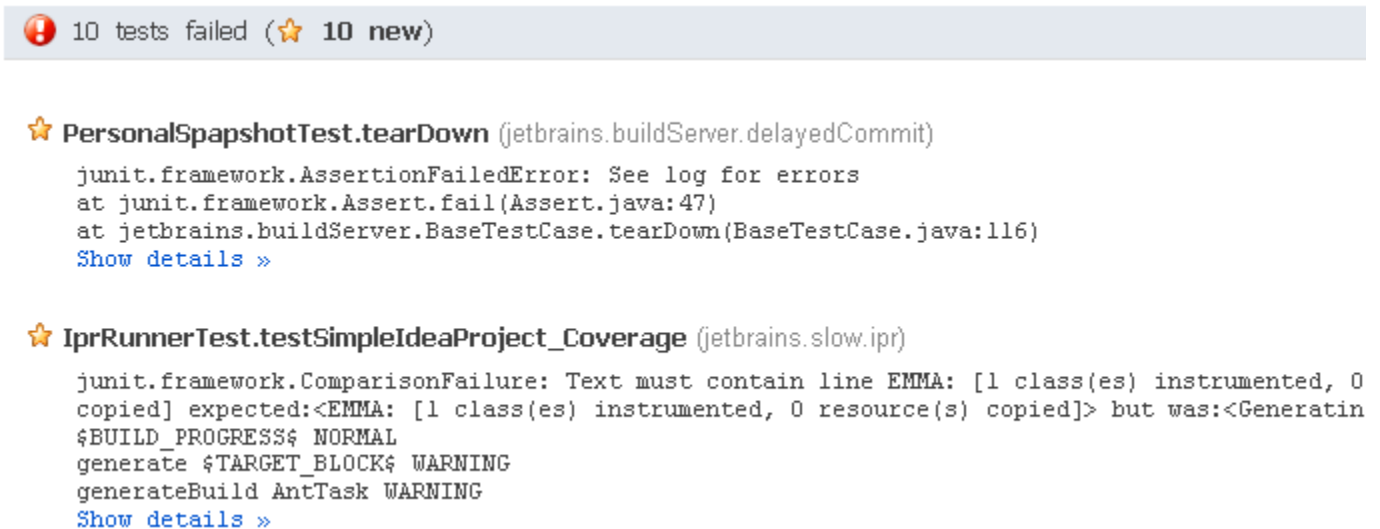 10 tests failed (10 new)
PersonalSpapshotTest.tearDown (jetbrains.buildServer.delayedCommit)
junit.framework.AssertionFailedError: See log for errors
at junit.framework.Assert.fail(Assert.java:47)
at jetbrains.buildServer.BaseTestCase.tearDown(BaseTestCase.java:116)
Show details »
IprRunnerTest.testSimpleIdeaProject_Coverage (jetbrains.slow.ipr)
junit.framework.ComparisonFailure: Text must contain line EMMA: [1 class(es) instrumented, 0
copied] expected:<EMMA: [1 class(es) instrumented, 0 resource(s) copied]> but was:<Generatin
$BUILD_PROGRESS$ NORMAL
generate $TARGET_BLOCK$ WARNING
generateBuild AntTask WARNING
Show details »